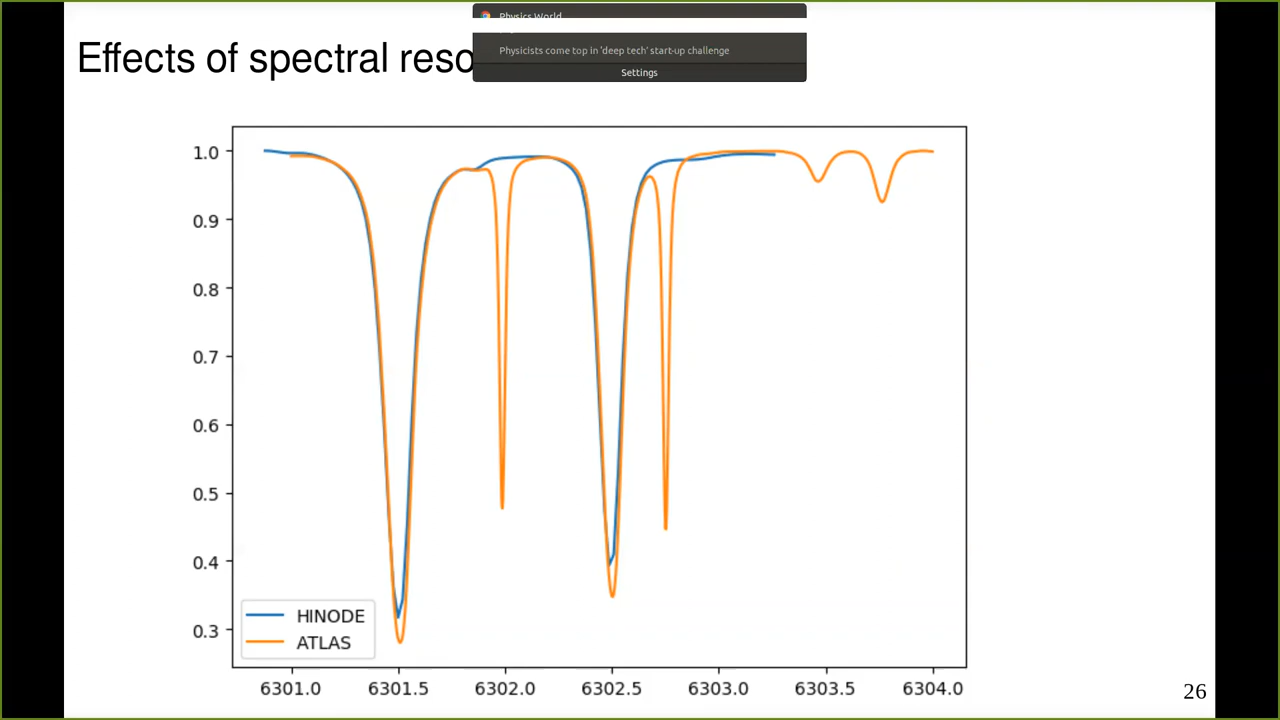 Physics World
Effects of spectral reso
Physicists come top in 'deep tech' start-up challenge
Settings
1.0
0.9
0.8
0.7
0.6
0.5
0.4
0.3
HINODE
ATLAS
6301.0 6301.5 6302.0 6302.5 6303.0 6303.5 6304.0
26